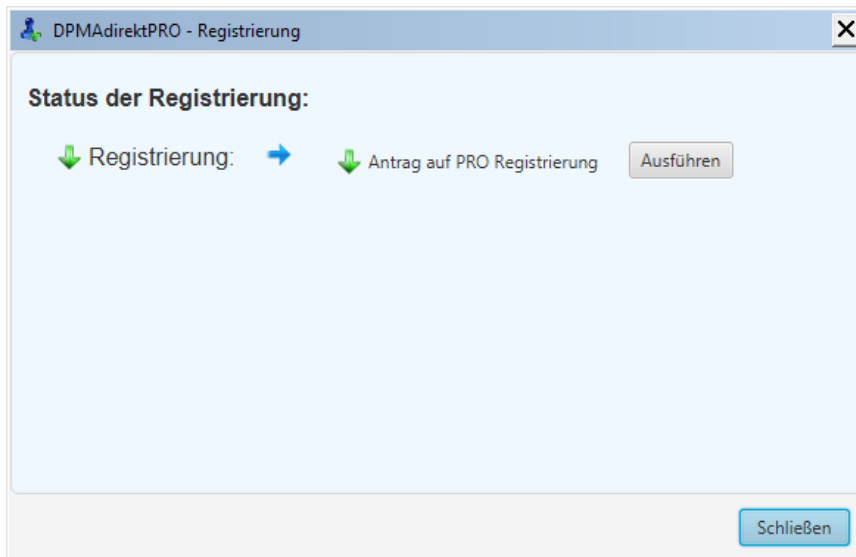 DPMAdirektPRO - Registrierung
Status der Registrierung:
Registrierung: Antrag auf PRO Registrierung Ausführen
Schließen